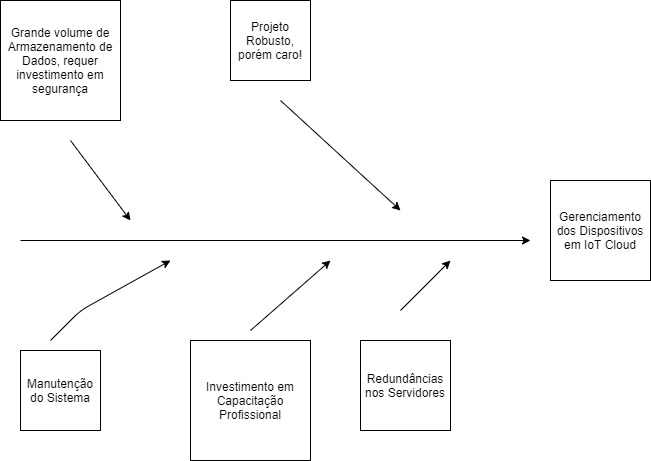 Grande volume de
Armazenamento de
Dados, requer
investimento em
segurança
Projeto
Robusto,
porém caro!
Gerenciamento
dos Dispositivos
em IoT Cloud
Manutenção
do Sistema
Investimento em
Capacitação
Profissional
Redundâncias
nos Servidores